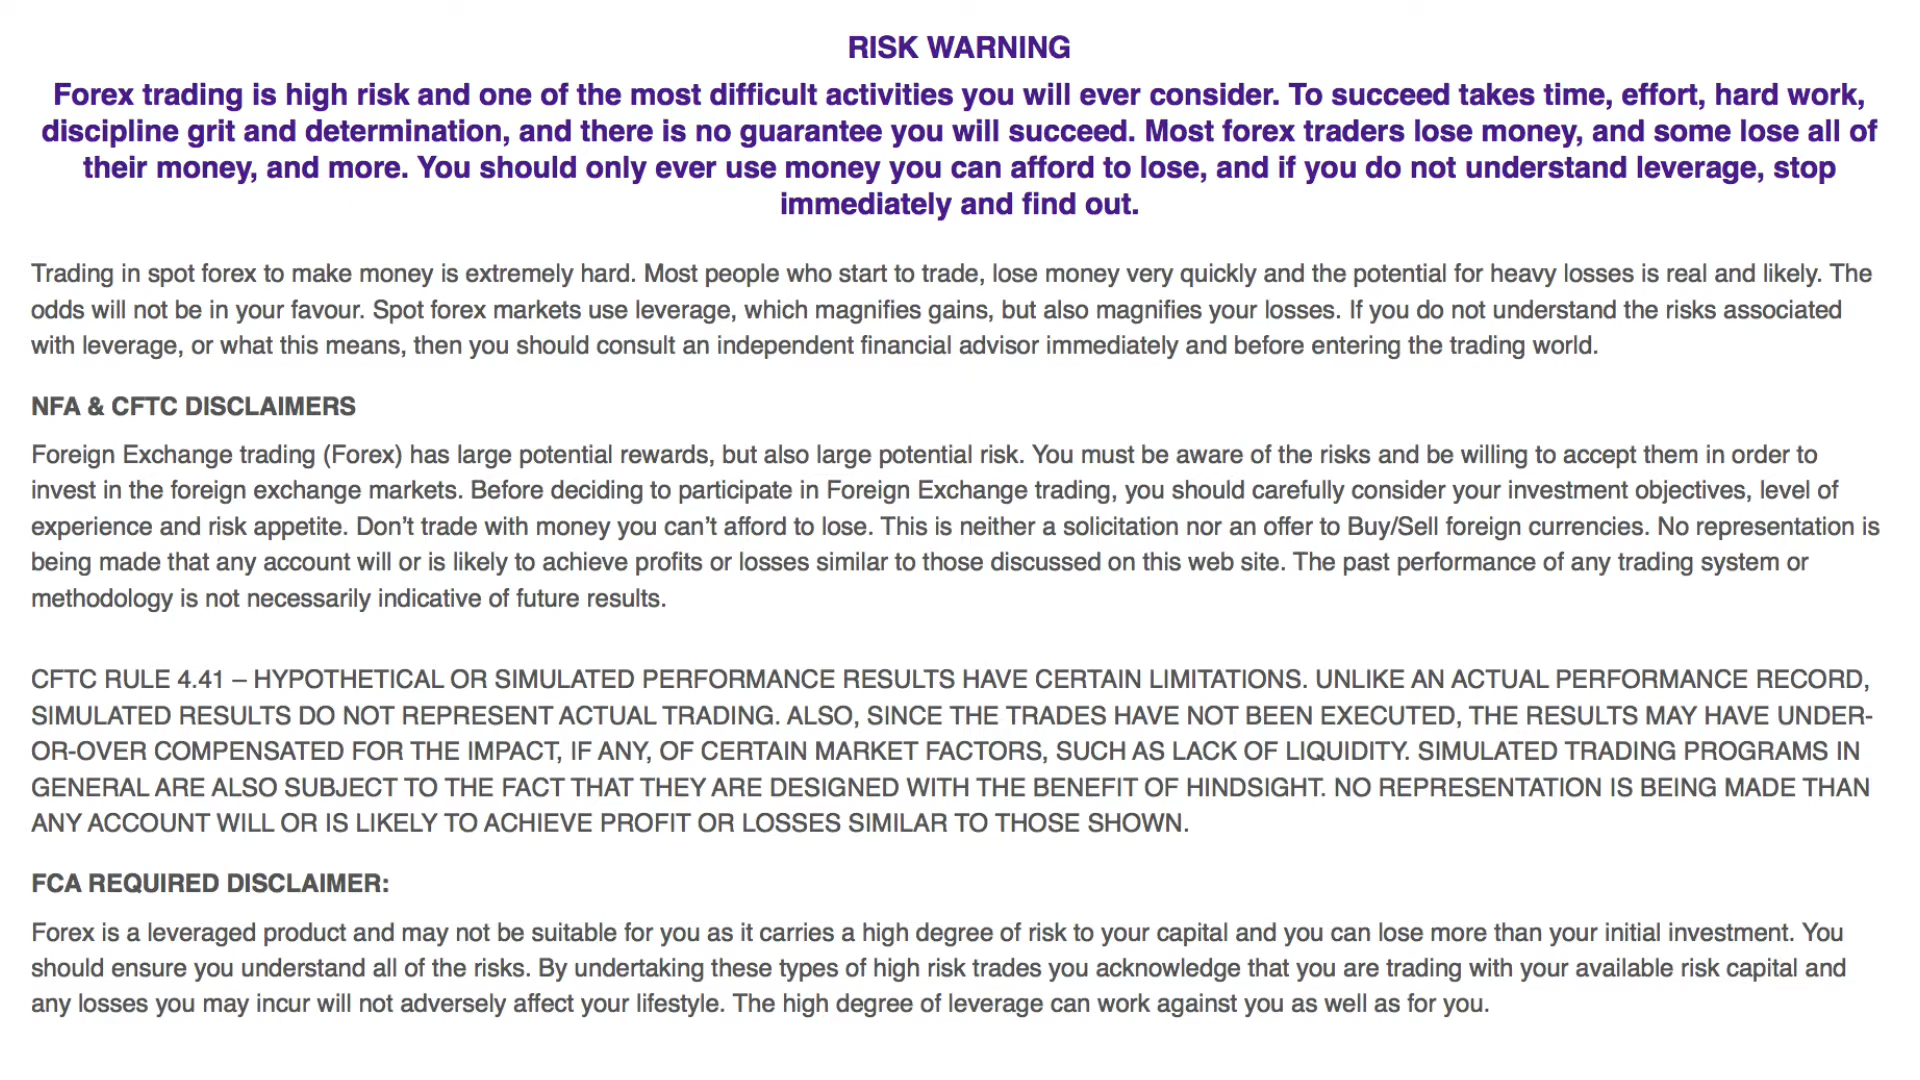 RISK WARNING
Forex trading is high risk and one of the most difficult activities you will ever consider. To succeed takes time, effort, hard work,
discipline grit and determination, and there is no guarantee you will succeed. Most forex traders lose money, and some lose all of
their money, and more. You should only ever use money you can afford to lose, and if you do not understand leverage, stop
immediately and find out.
Trading in spot forex to make money is extremely hard. Most people who start to trade, lose money very quickly and the potential for heavy losses is real and likely. The
odds will not be in your favour. Spot forex markets use leverage, which magnifies gains, but also magnifies your losses. If you do not understand the risks associated
with leverage, or what this means, then you should consult an independent financial advisor immediately and before entering the trading world.
NFA & CFTC DISCLAIMERS
Foreign Exchange trading (Forex) has large potential rewards, but also large potential risk. You must be aware of the risks and be willing to accept them in order to
invest in the foreign exchange markets. Before deciding to participate in Foreign Exchange trading, you should carefully consider your investment objectives, level of
experience and risk appetite. Don’t trade with money you can’t afford to lose. This is neither a solicitation nor an offer to Buy/Sell foreign currencies. No representation is
being made that any account will or is likely to achieve profits or losses similar to those discussed on this web site. The past performance of any trading system or
methodology is not necessarily indicative of future results.
CFTC RULE 4.41 – HYPOTHETICAL OR SIMULATED PERFORMANCE RESULTS HAVE CERTAIN LIMITATIONS. UNLIKE AN ACTUAL PERFORMANCE RECORD,
SIMULATED RESULTS DO NOT REPRESENT ACTUAL TRADING. ALSO, SINCE THE TRADES HAVE NOT BEEN EXECUTED, THE RESULTS MAY HAVE UNDER-
OR-OVER COMPENSATED FOR THE IMPACT, IF ANY, OF CERTAIN MARKET FACTORS, SUCH AS LACK OF LIQUIDITY. SIMULATED TRADING PROGRAMS IN
GENERAL ARE ALSO SUBJECT TO THE FACT THAT THEY ARE DESIGNED WITH THE BENEFIT OF HINDSIGHT. NO REPRESENTATION IS BEING MADE THAN
ANY ACCOUNT WILL OR IS LIKELY TO ACHIEVE PROFIT OR LOSSES SIMILAR TO THOSE SHOWN.
FCA REQUIRED DISCLAIMER:
Forex is a leveraged product and may not be suitable for you as it carries a high degree of risk to your capital and you can lose more than your initial investment. You
should ensure you understand all of the risks. By undertaking these types of high risk trades you acknowledge that you are trading with your available risk capital and
any losses you may incur will not adversely affect your lifestyle. The high degree of leverage can work against you as well as for you.